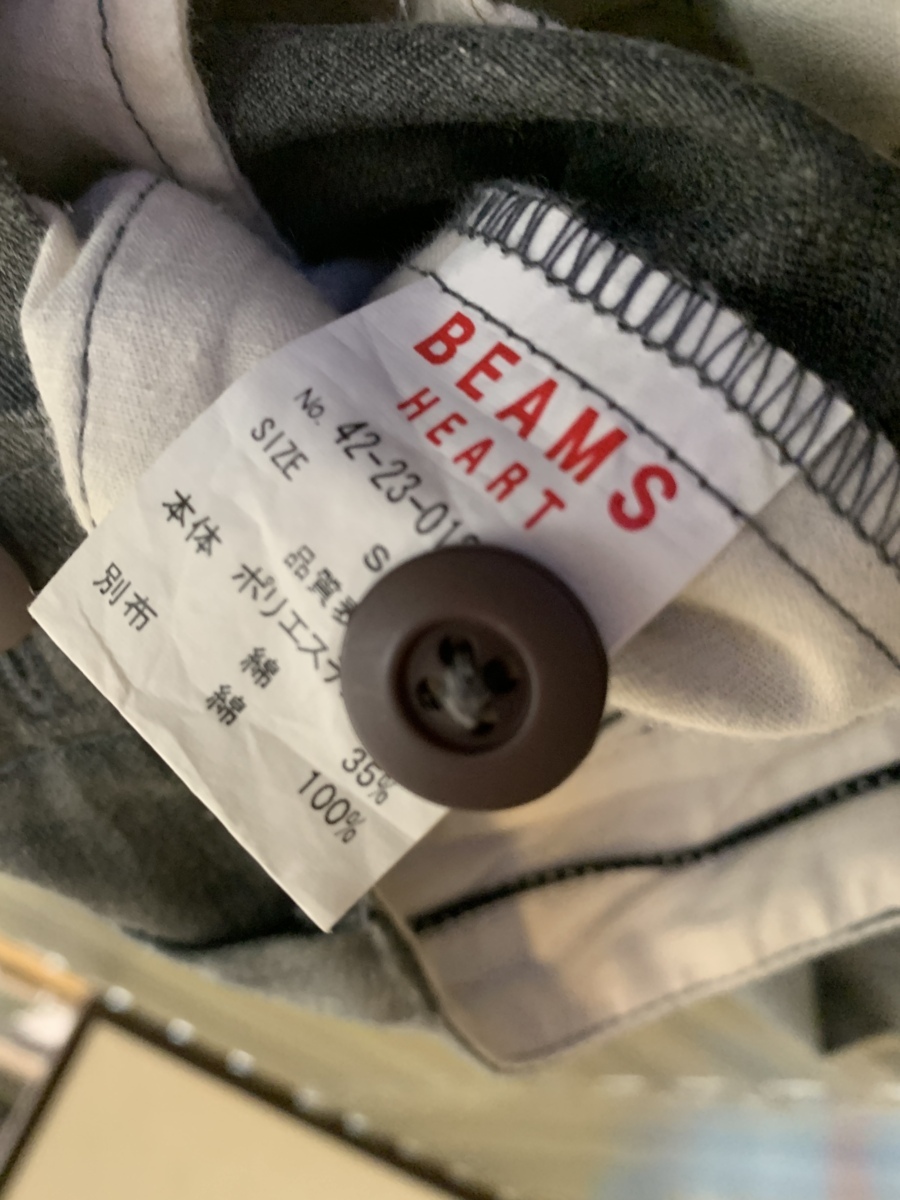 BEAMS
HEART
No. 42-23-01
SIZE S
品質表
本体 ポリエステ
綿 35%
別布 綿 100%